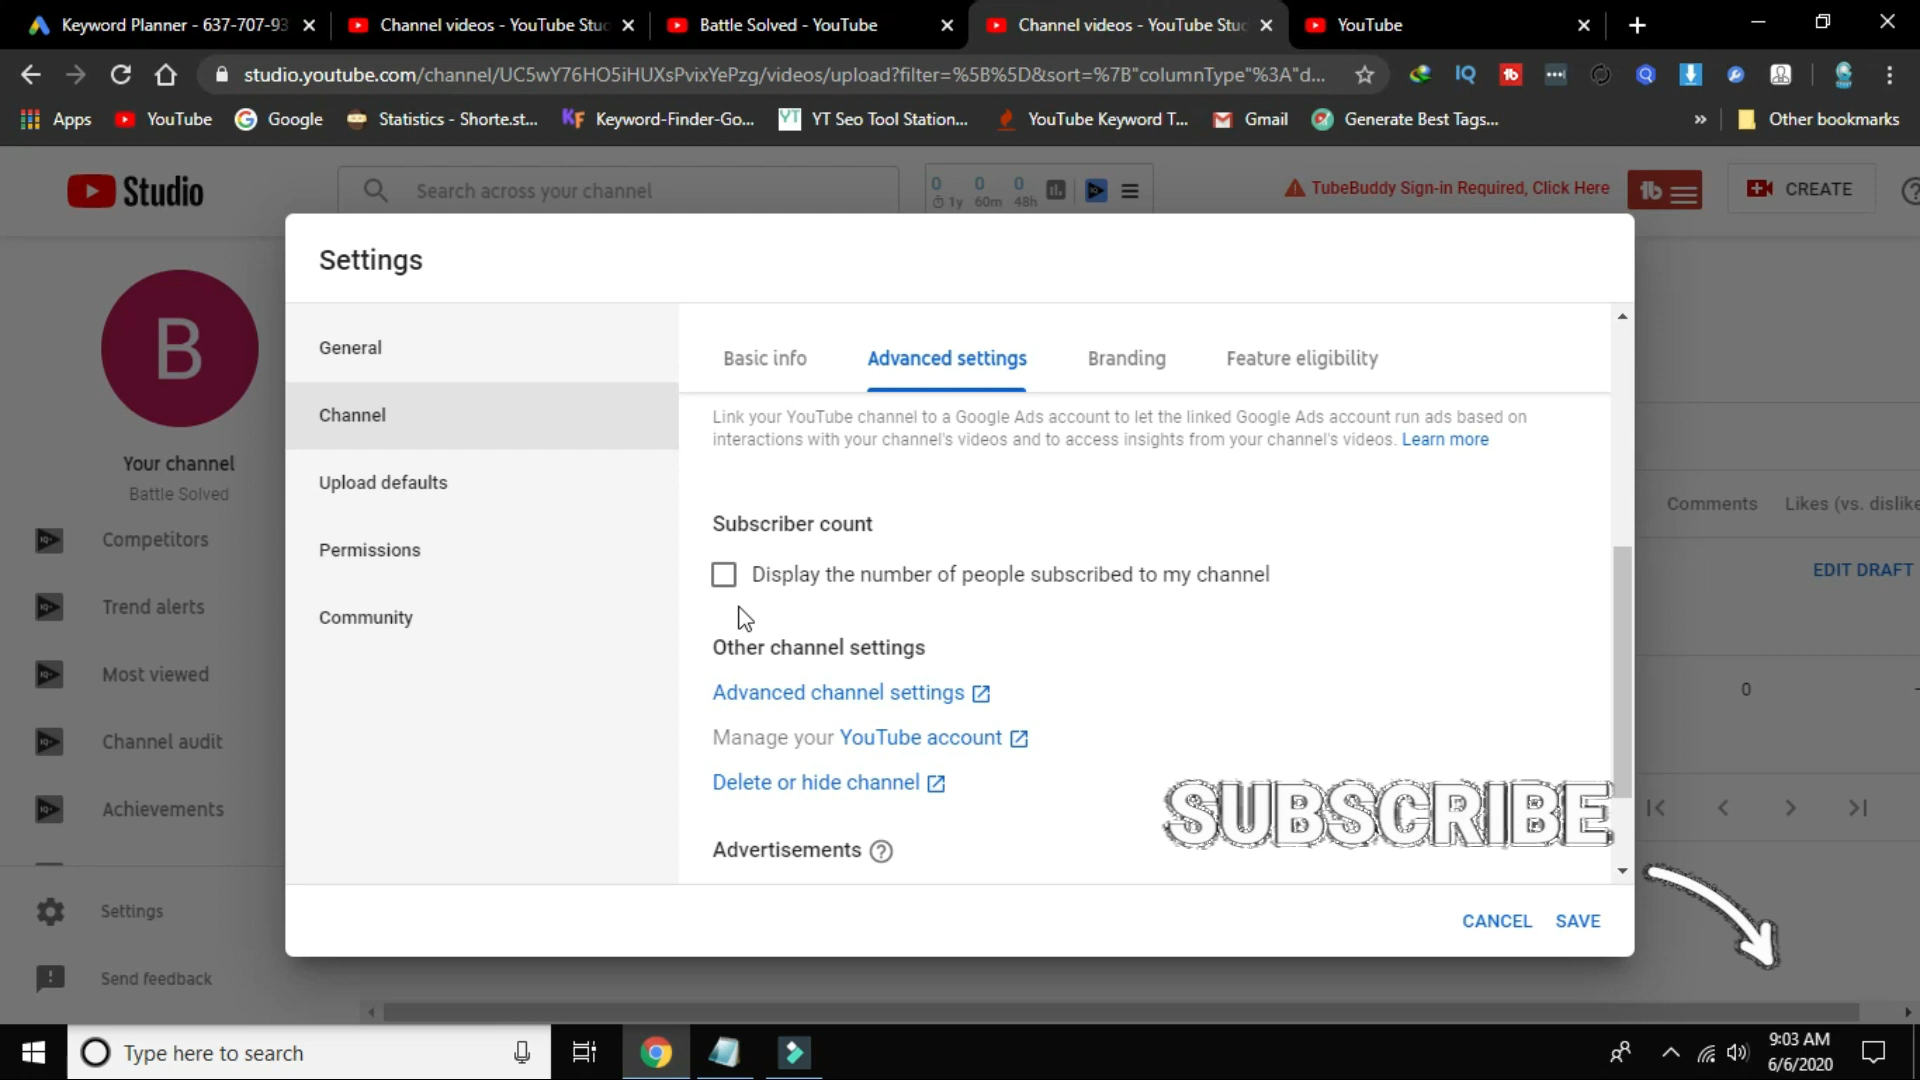 Keyword Planner - 637-707-93
Channel videos - YouTube Stu
Battle Solved - YouTube
Channel videos - YouTube Stud
YouTube
studio.youtube.com/channel/UC5wY76HO5iHUXsPvixYePzg/videos/upload?filter=%5B%5D&sort=%7B"columnType"%3A"d...
Apps
YouTube
Google
Statistics - Shorte.st...
Keyword-Finder-Go...
YT Seo Tool Station...
YouTube Keyword T...
Gmail
Generate Best Tags...
»
Other bookmarks
Studio
Search across your channel
0 0 0
1y 60m 48h
TubeBuddy Sign-in Required, Click Here
CREATE
Settings
B
Your channel
Battle Solved
Competitors
Trend alerts
Most viewed
Channel audit
Achievements
Settings
Send feedback
General
Channel
Upload defaults
Permissions
Community
Basic info
Advanced settings
Branding
Feature eligibility
Link your YouTube channel to a Google Ads account to let the linked Google Ads account run ads based on
interactions with your channel's videos and to access insights from your channel's videos. Learn more
Subscriber count
Display the number of people subscribed to my channel
Other channel settings
Advanced channel settings
Manage your YouTube account
Delete or hide channel
Advertisements ?
SUBSCRIBE
CANCEL
SAVE
Comments
Likes (vs. dislike
EDIT DRAFT
0
Type here to search
9:03 AM
6/6/2020